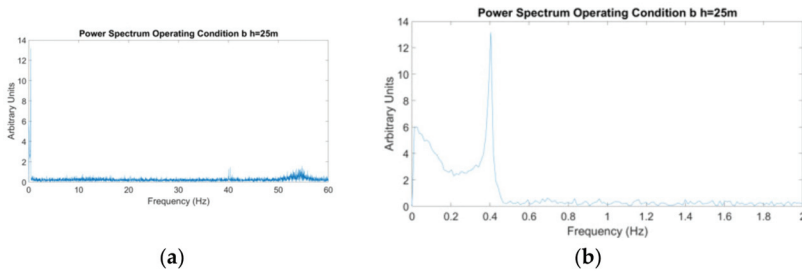 Power Spectrum Operating Condition b h=25m
Arbitrary Units
14
12
10
8
6
4
2
0
0 10 20 30 40 50 60
Frequency (Hz)
(a)
Power Spectrum Operating Condition b h=25m
Arbitrary Units
14
12
10
8
6
4
2
0
0 0.2 0.4 0.6 0.8 1 1.2 1.4 1.6 1.8 2
Frequency (Hz)
(b)